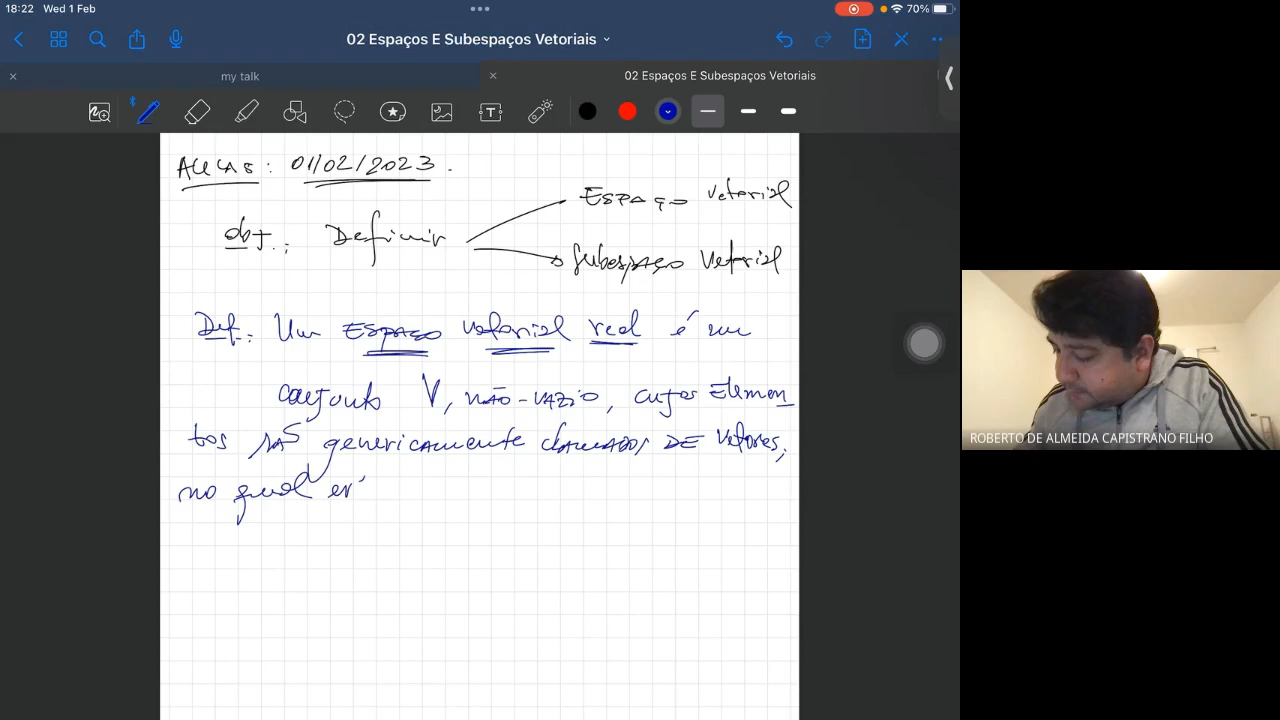 18:22 Wed 1 Feb
70%
02 Espaços E Subespaços Vetoriais
my talk
02 Espaços E Subespaços Vetoriais
AULAS: 01/02/2023.
obj.: Definir
Espaço vetorial
Subespaço Vetorial
Def.: Um ESPAÇO vetorial real é um
conjunto V, não-vazio, cujos Elemen
tos são genericamente chamados DE vetores,
no qual es
ROBERTO DE ALMEIDA CAPISTRANO FILHO